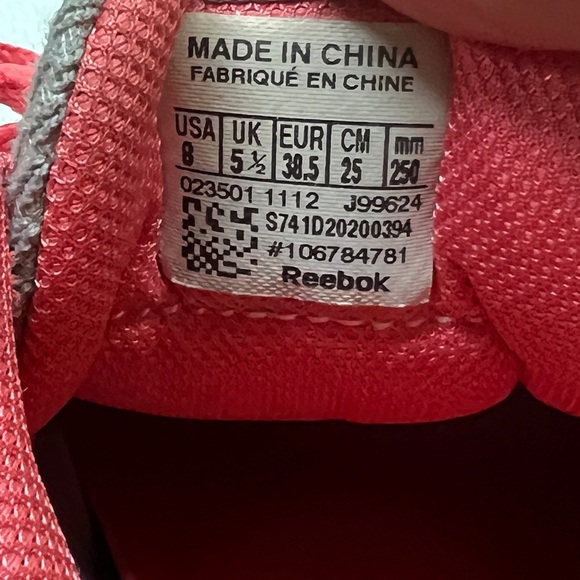 MADE IN CHINA
FABRIQUÉ EN CHINE
USA UK EUR CM mm
8 5 ½ 38.5 25 250
023501 1112 J99624
S741D20200394
#106784781
Reebok